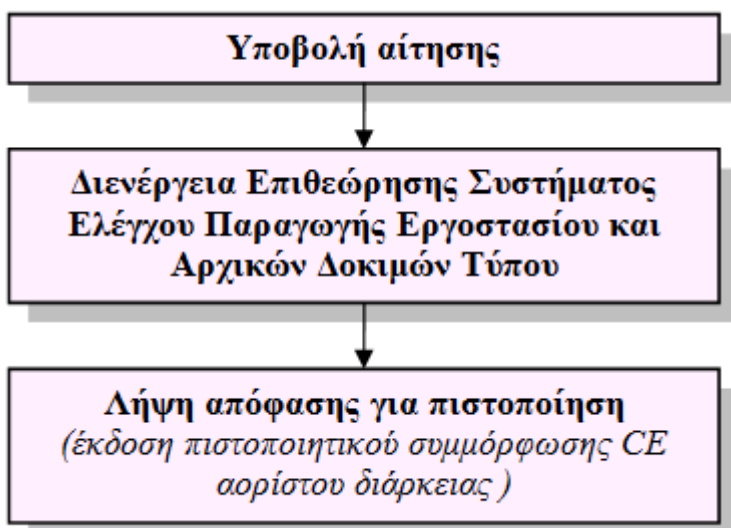 Υποβολή αίτησης
Διενέργεια Επιθεώρησης Συστήματος
Ελέγχου Παραγωγής Εργοστασίου και
Αρχικών Δοκιμών Τύπου
Λήψη απόφασης για πιστοποίηση
(έκδοση πιστοποιητικού συμμόρφωσης CE
αορίστου διάρκειας )